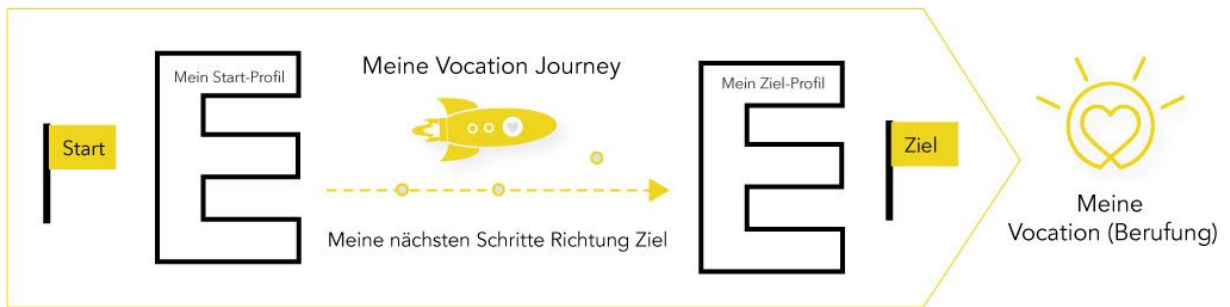 Start
Mein Start-Profil
Meine Vocation Journey
Meine nächsten Schritte Richtung Ziel
Mein Ziel-Profil
Ziel
Meine
Vocation (Berufung)